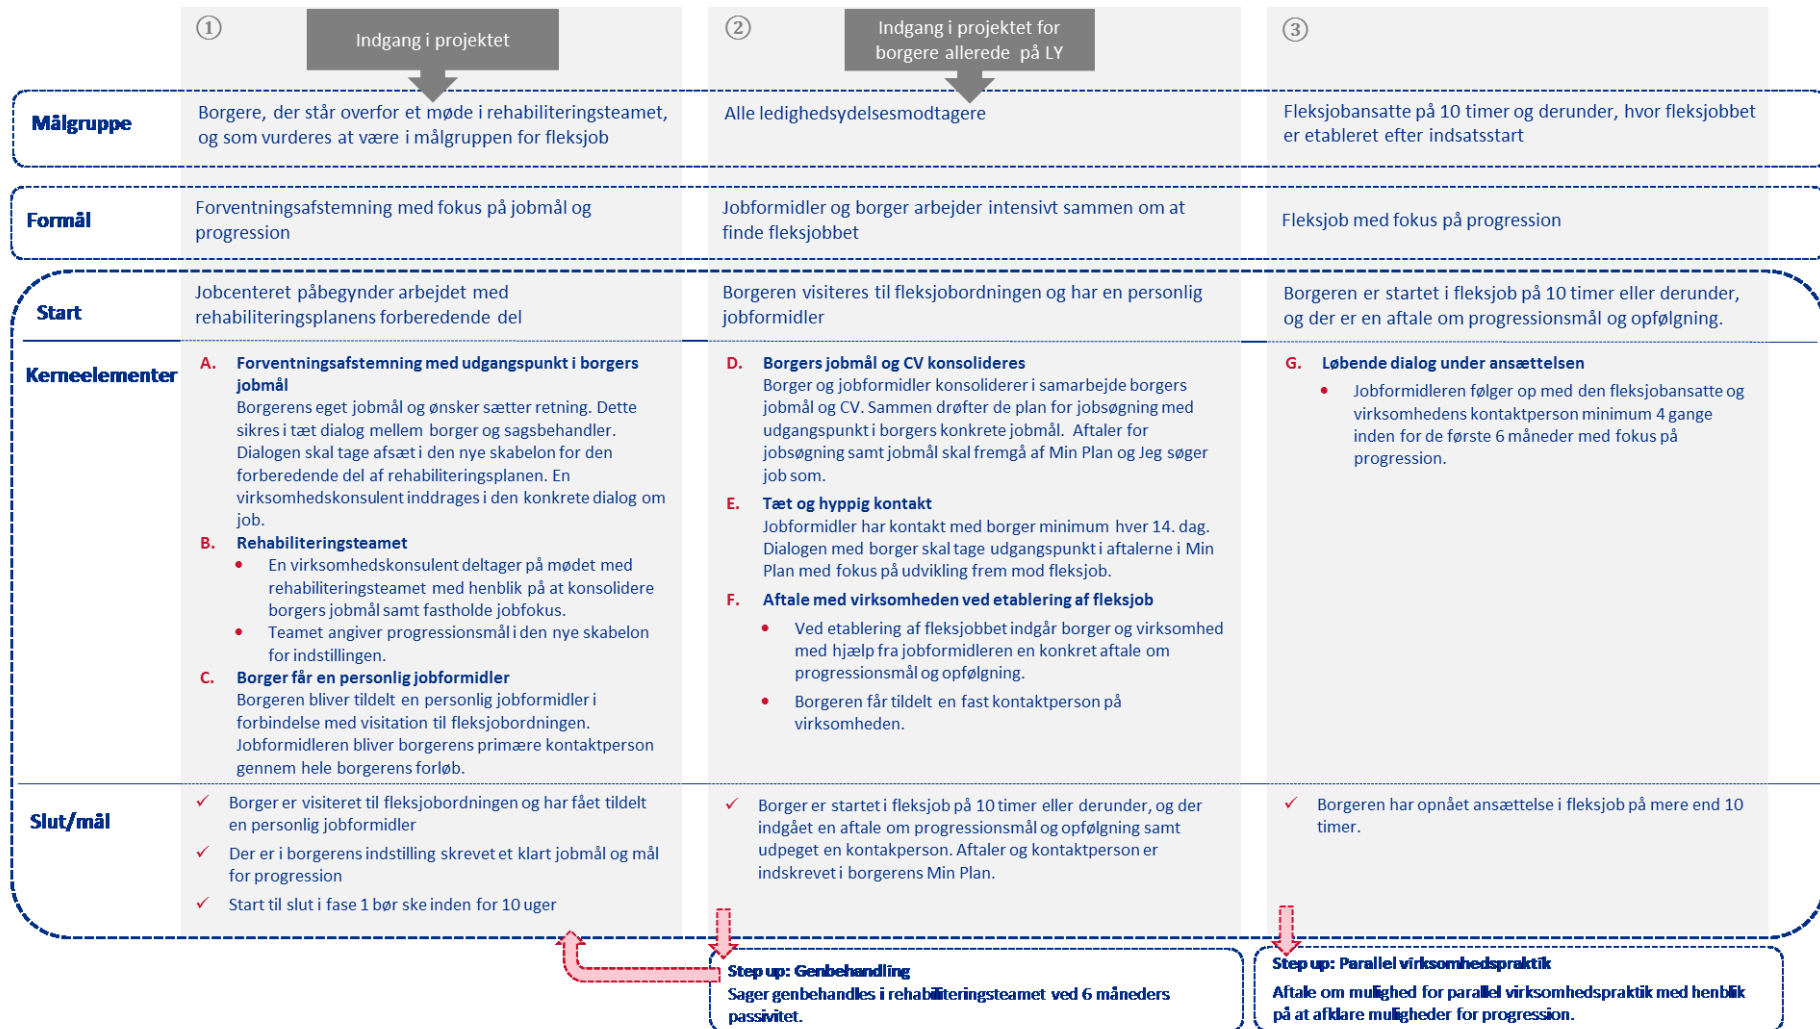 ①
Indgang i projektet
②
Indgang i projektet for
borgere allerede på LY
③
Målgruppe
Borgere, der står overfor et møde i rehabiliteringsteamet,
og som vurderes at være i målgruppen for fleksjob
Alle ledighedsydelsesmodtagere
Fleksjobansatte på 10 timer og derunder, hvor fleksjobbet
er etableret efter indsatsstart
Formål
Forventningsafstemning med fokus på jobmål og
progression
Jobformidler og borger arbejder intensivt sammen om at
finde fleksjobbet
Fleksjob med fokus på progression
Start
Jobcenteret påbegynder arbejdet med
rehabiliteringsplanens forberedende del
Borgeren visiteres til fleksjobordningen og har en personlig
jobformidler
Borgeren er startet i fleksjob på 10 timer eller derunder,
og der er en aftale om progressionsmål og opfølgning.
Kerneelementer
A. Forventningsafstemning med udgangspunkt i borgers
jobmål
Borgerens eget jobmål og ønsker sætter retning. Dette
sikres i tæt dialog mellem borger og sagsbehandler.
Dialogen skal tage afsæt i den nye skabelon for den
forberedende del af rehabiliteringsplanen. En
virksomhedskonsulent inddrages i den konkrete dialog om
job.
B. Rehabiliteringsteamet
• En virksomhedskonsulent deltager på mødet med
rehabiliteringsteamet med henblik på at konsolidere
borgers jobmål samt fastholde jobfokus.
• Teamet angiver progressionsmål i den nye skabelon
for indstillingen.
C. Borger får en personlig jobformidler
Borgeren bliver tildelt en personlig jobformidler i
forbindelse med visitation til fleksjobordningen.
Jobformidleren bliver borgerens primære kontaktperson
gennem hele borgerens forløb.
D. Borgers jobmål og CV konsolideres
Borger og jobformidler konsoliderer i samarbejde borgers
jobmål og CV. Sammen drøfter de plan for jobsøgning med
udgangspunkt i borgers konkrete jobmål. Aftaler for
jobsøgning samt jobmål skal fremgå af Min Plan og Jeg søger
job som.
E. Tæt og hyppig kontakt
Jobformidler har kontakt med borger minimum hver 14. dag.
Dialogen med borger skal tage udgangspunkt i aftalerne i Min
Plan med fokus på udvikling frem mod fleksjob.
F. Aftale med virksomheden ved etablering af fleksjob
• Ved etablering af fleksjobbet indgår borger og virksomhed
med hjælp fra jobformidleren en konkret aftale om
progressionsmål og opfølgning.
• Borgeren får tildelt en fast kontaktperson på
virksomheden.
G. Løbende dialog under ansættelsen
• Jobformidleren følger op med den fleksjobansatte og
virksomhedens kontaktperson minimum 4 gange
inden for de første 6 måneder med fokus på
progression.
Slut/mål
✓ Borger er visiteret til fleksjobordningen og har fået tildelt
en personlig jobformidler
✓ Der er i borgerens indstilling skrevet et klart jobmål og mål
for progression
✓ Start til slut i fase 1 bør ske inden for 10 uger
✓ Borger er startet i fleksjob på 10 timer eller derunder, og der
indgået en aftale om progressionsmål og opfølgning samt
udpeget en kontakperson. Aftaler og kontaktperson er
indskrevet i borgerens Min Plan.
✓ Borgeren har opnået ansættelse i fleksjob på mere end 10
timer.
Step up: Genbehandling
Sager genbehandles i rehabiliteringsteamet ved 6 måneders
passivitet.
Step up: Parallel virksomhedspraktik
Aftale om mulighed for parallel virksomhedspraktik med henblik
på at afklare muligheder for progression.